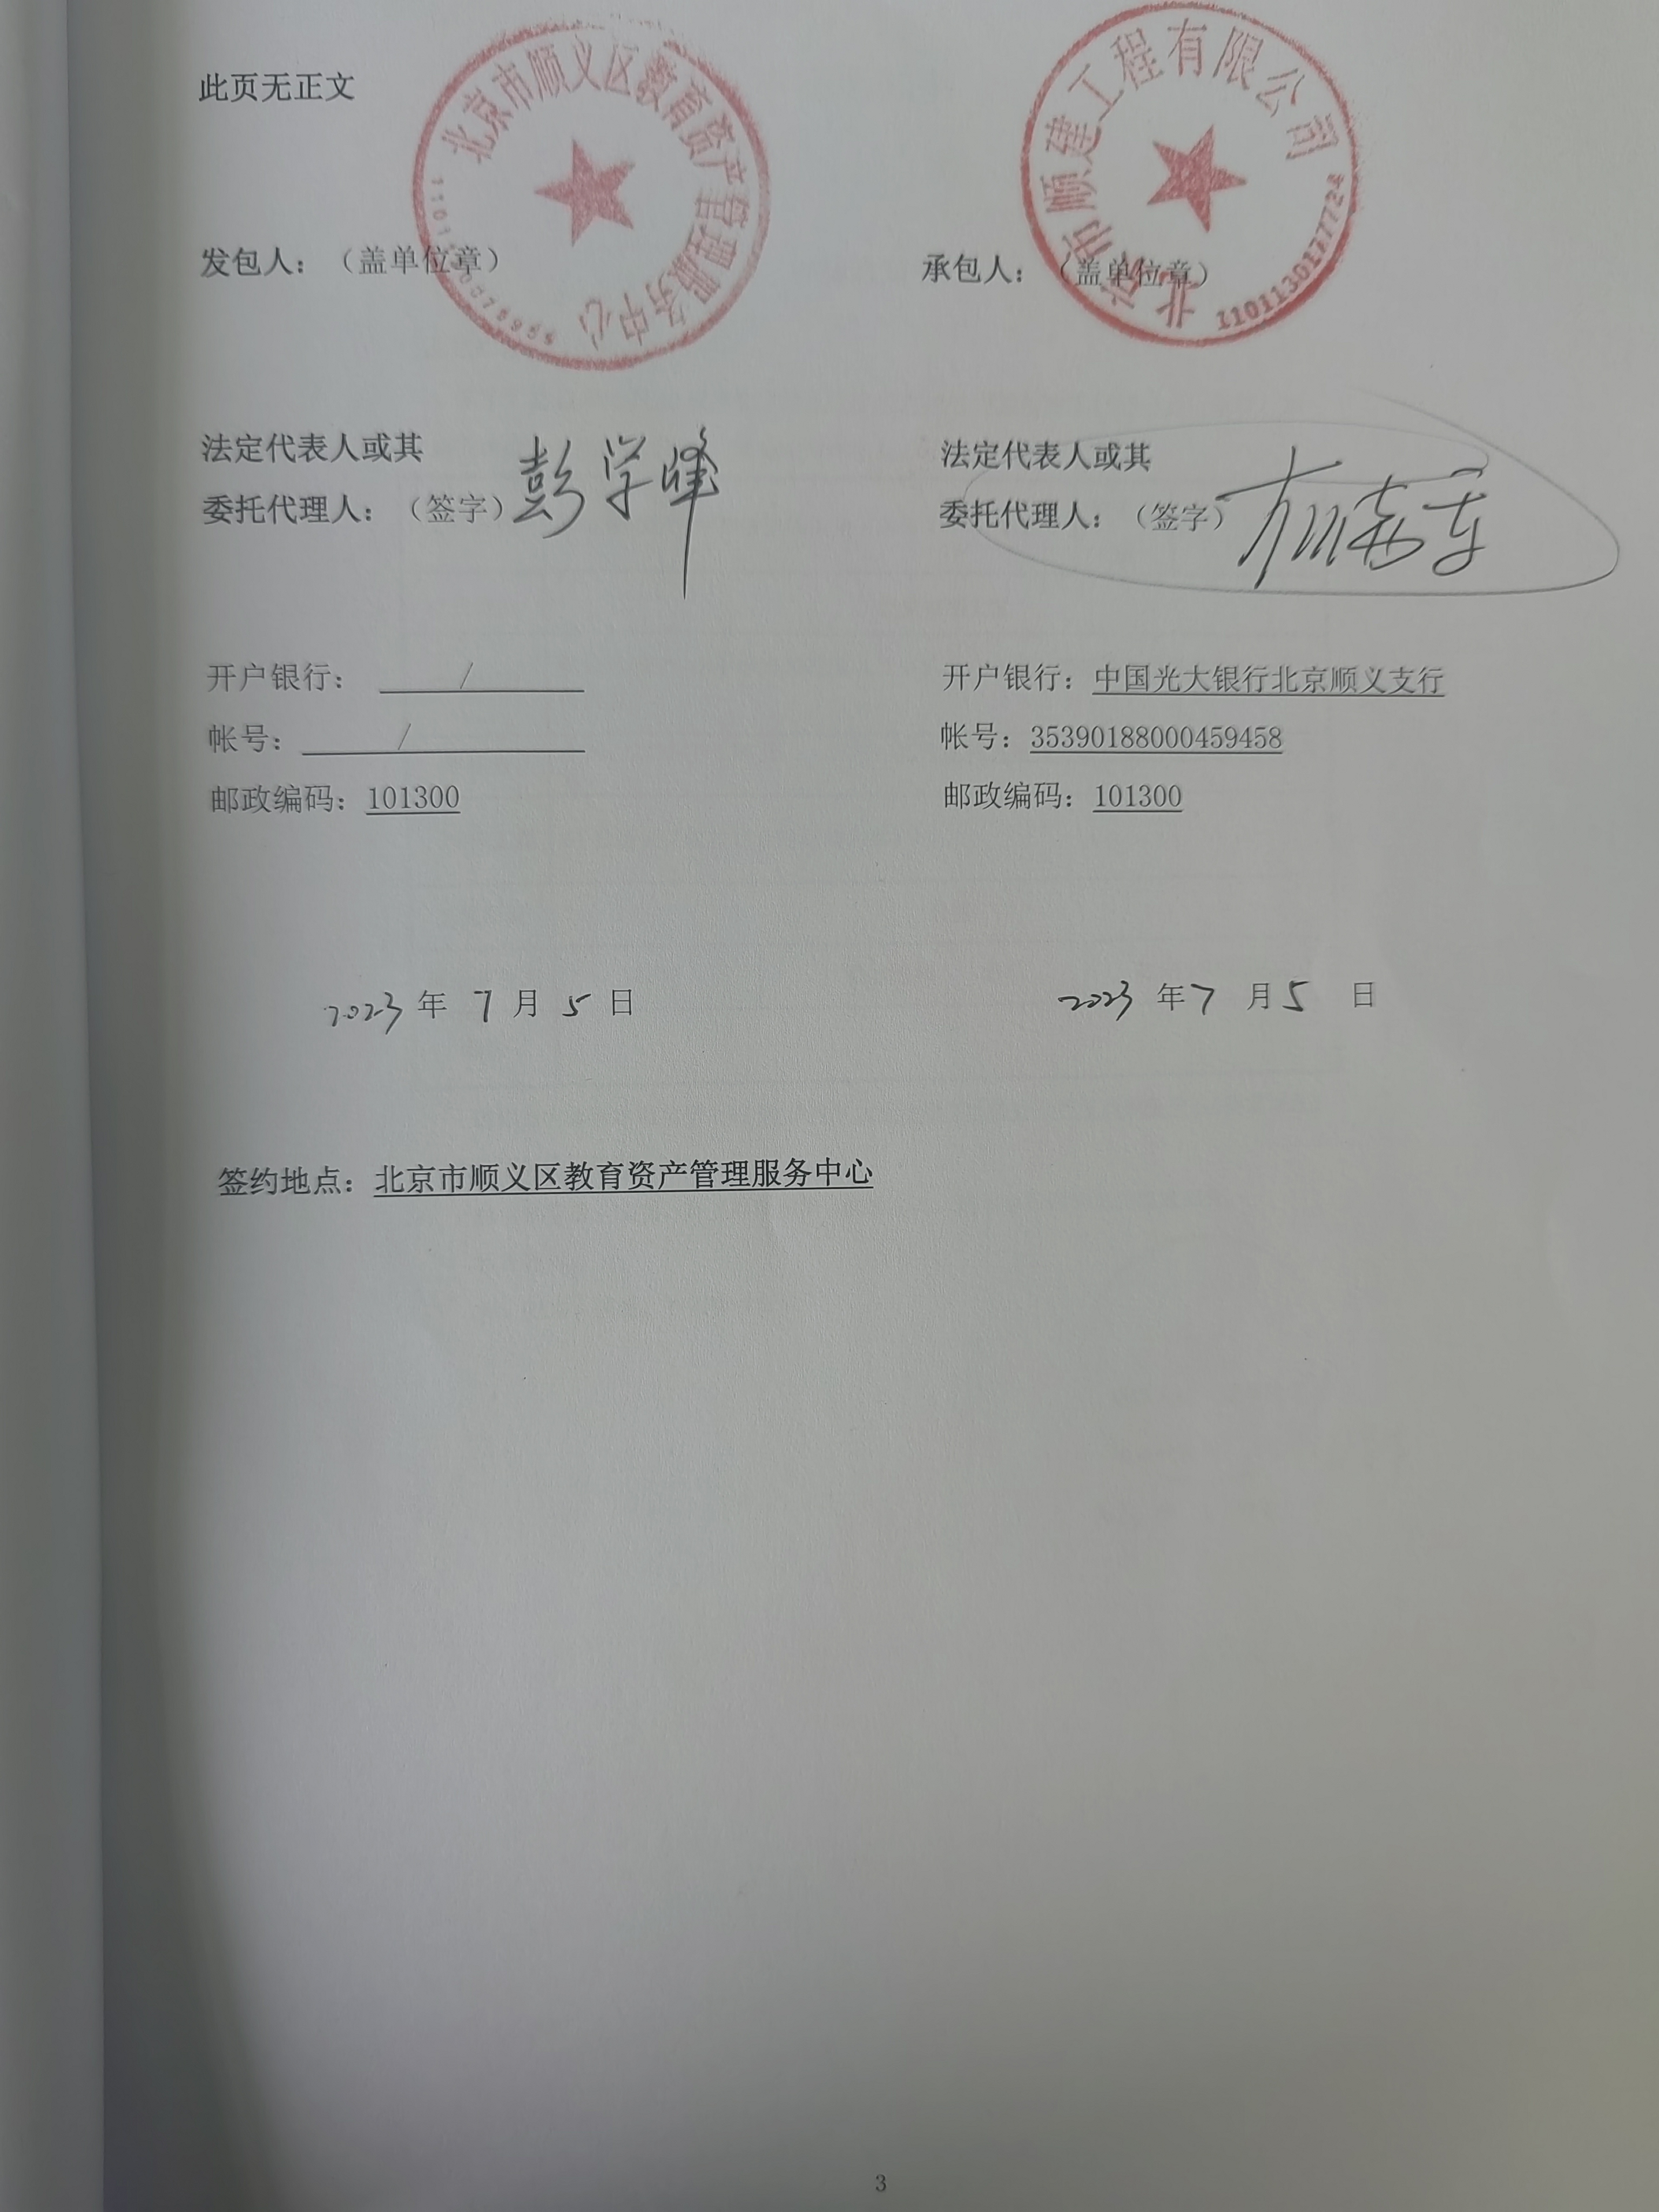 此页无正文
北京市顺义区教育资产管理服务中心
北京市顺建工程有限公司
1101130177724
发包人：（盖单位章）
承包人：（盖单位章）
法定代表人或其
委托代理人：（签字）彭学峰
法定代表人或其
委托代理人：（签字）
开户银行： /
帐号： /
邮政编码：101300
开户银行：中国光大银行北京顺义支行
帐号：35390188000459458
邮政编码：101300
2023 年 7 月 5 日
2023 年 7 月 5 日
签约地点：北京市顺义区教育资产管理服务中心
3